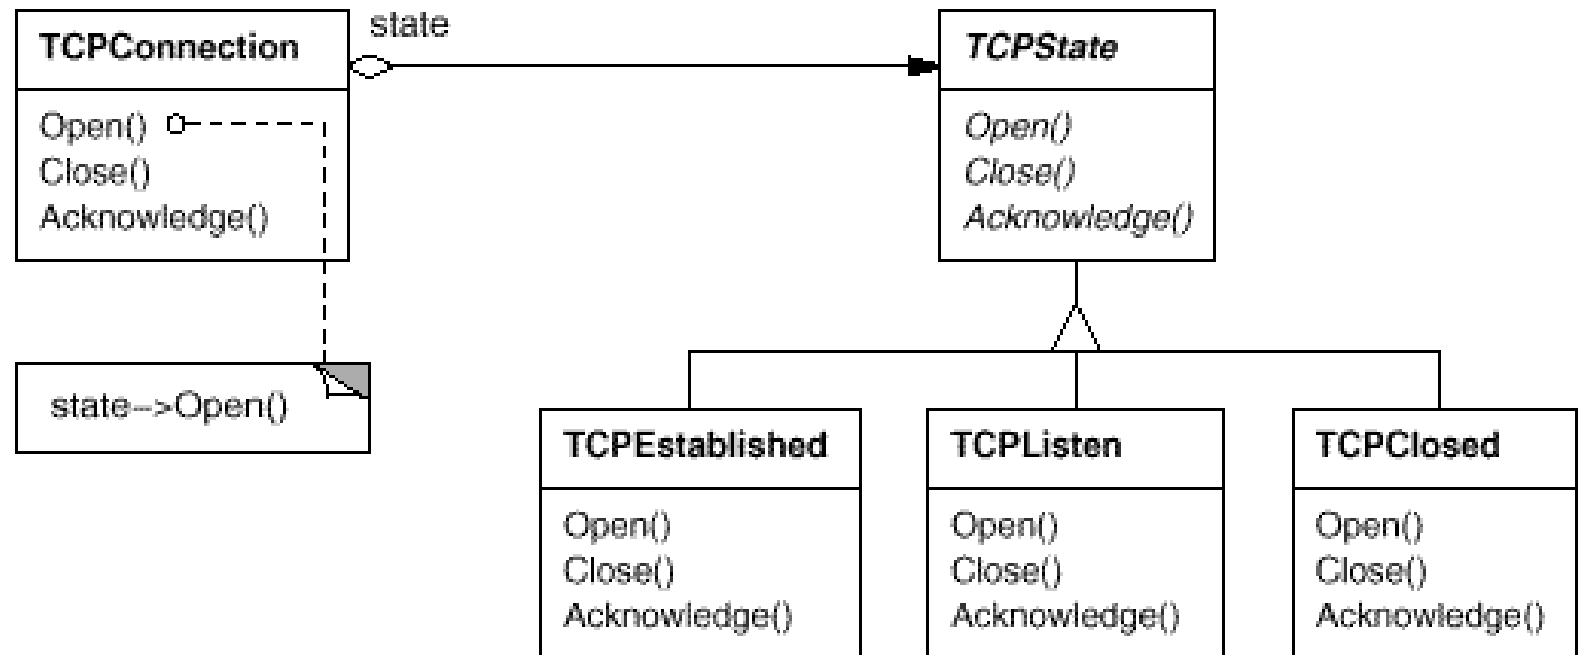 state
TCPConnection
Open()
Close()
Acknowledge()
state-->Open()
TCPState
Open()
Close()
Acknowledge()
TCPEstablished
Open()
Close()
Acknowledge()
TCPListen
Open()
Close()
Acknowledge()
TCPClosed
Open()
Close()
Acknowledge()